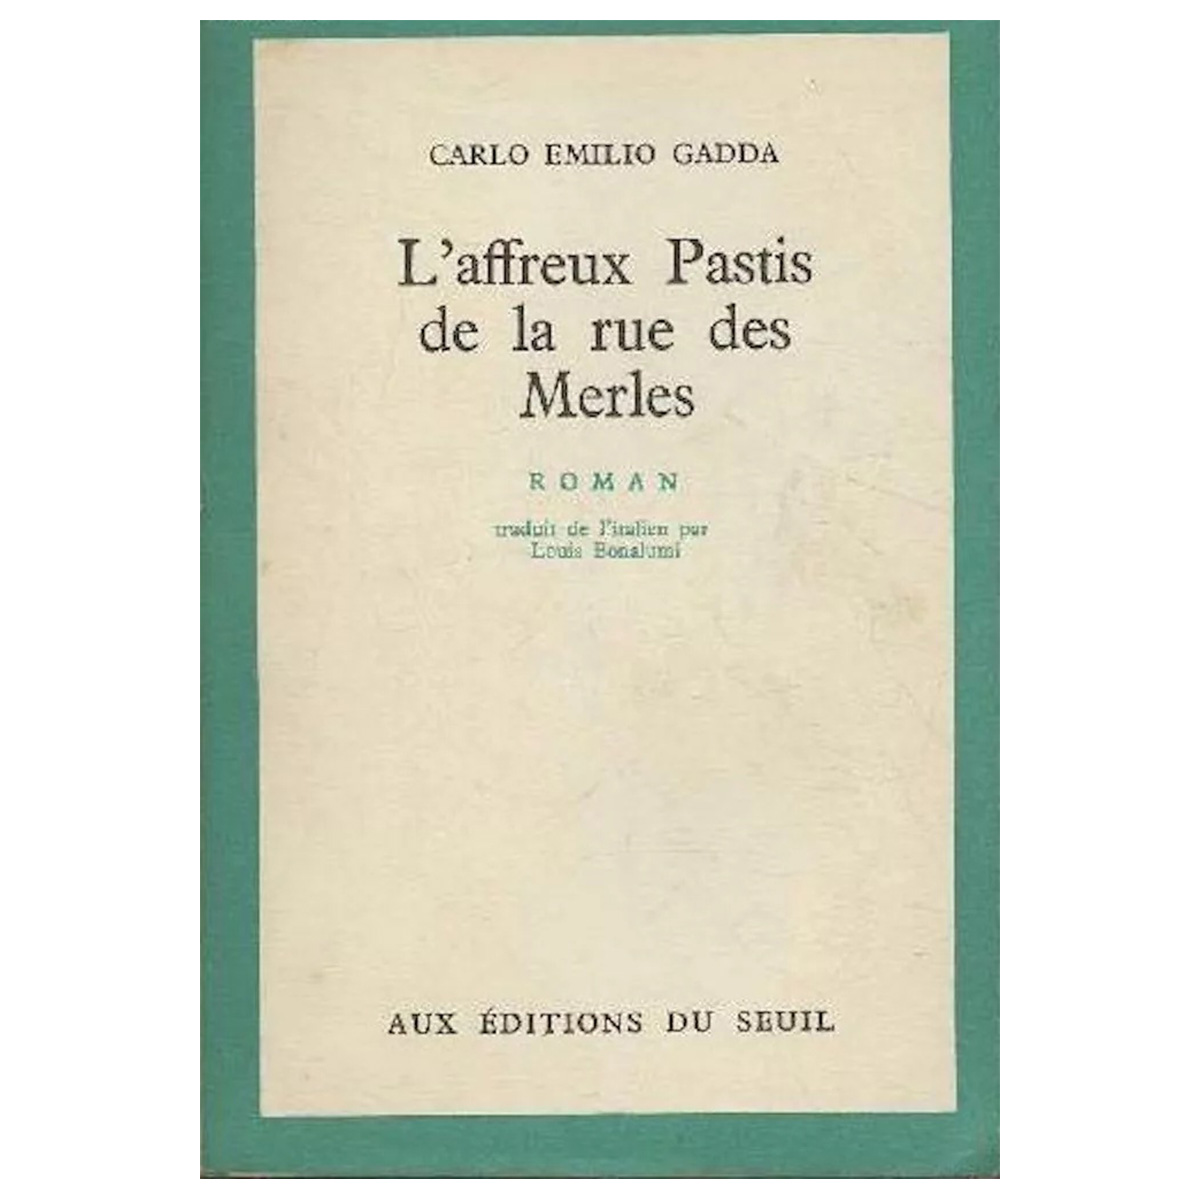 CARLO EMILIO GADDA
L'affreux Pastis
de la rue des
Merles
ROMAN
traduit de l'italien par
Louis Bonalumi
AUX ÉDITIONS DU SEUIL